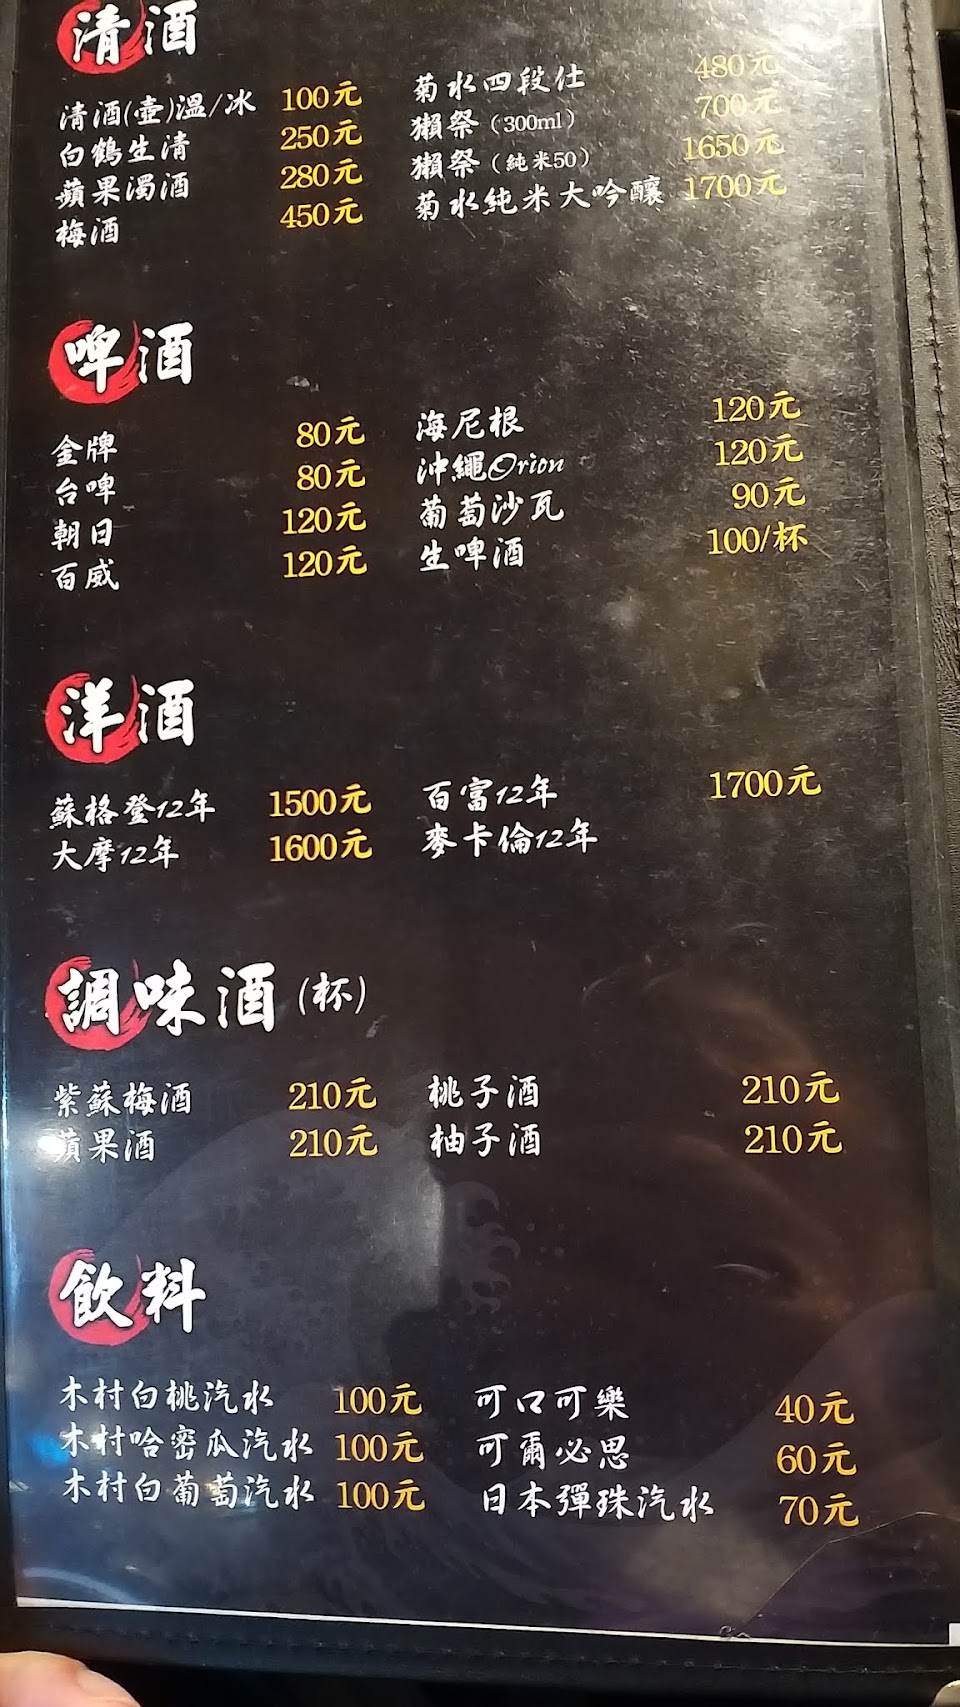 清酒
清酒(壺)溫/冰 100元
白鶴生清 250元
蘋果濁酒 280元
梅酒 450元
菊水四段仕 480元
獺祭（300ml） 700元
獺祭（純米50） 1650元
菊水純米大吟釀 1700元
啤酒
金牌 80元
台啤 80元
朝日 120元
百威 120元
海尼根 120元
沖繩Orion 120元
葡萄沙瓦 90元
生啤酒 100/杯
洋酒
蘇格登12年 1500元
大摩12年 1600元
百富12年 1700元
麥卡倫12年
調味酒(杯)
紫蘇梅酒 210元
蘋果酒 210元
桃子酒 210元
柚子酒 210元
飲料
木村白桃汽水 100元
木村哈密瓜汽水 100元
木村白葡萄汽水 100元
可口可樂 40元
可爾必思 60元
日本彈珠汽水 70元